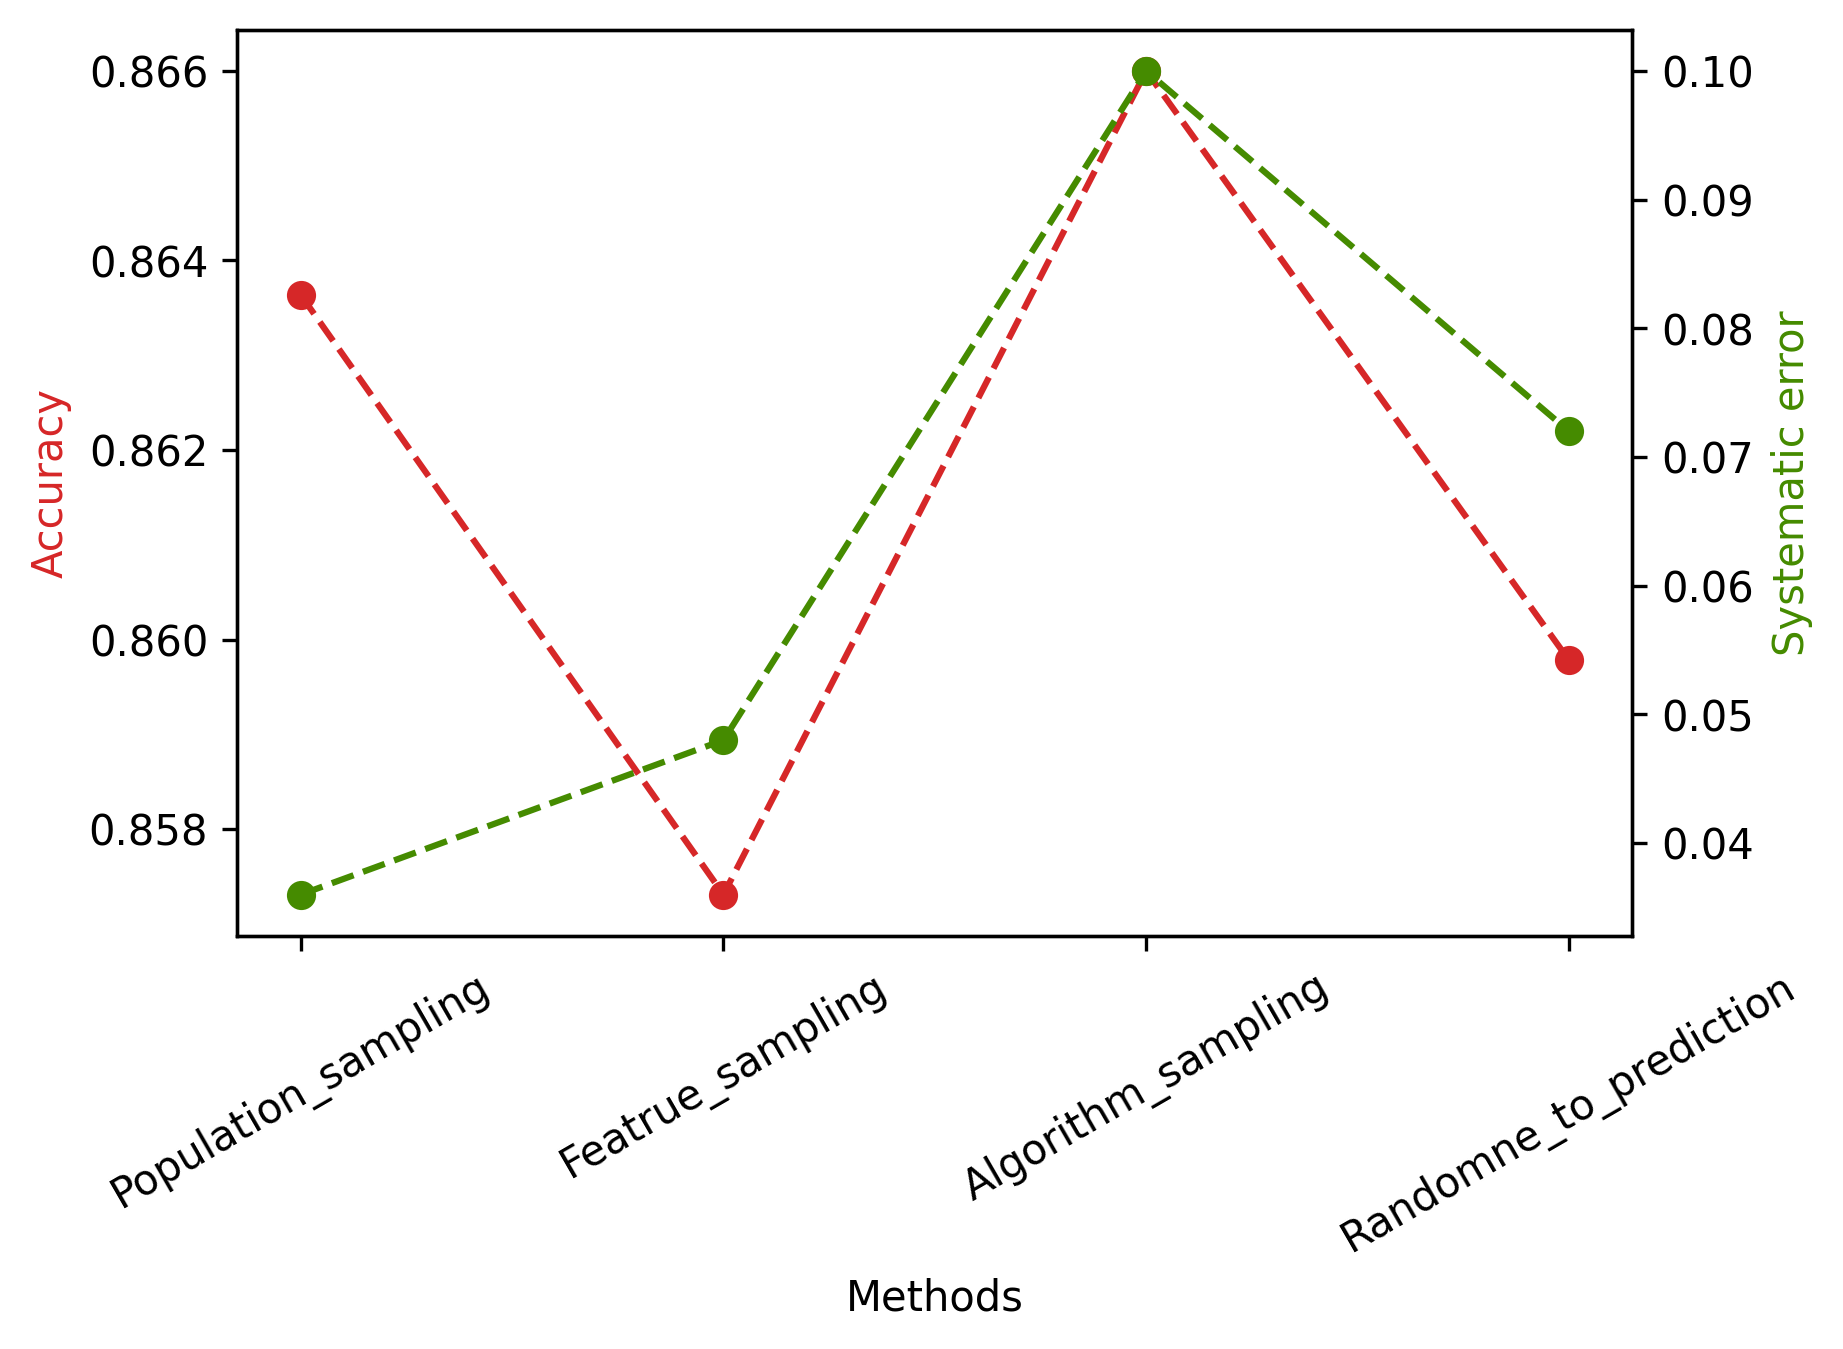 0.866
0.864
0.862
0.860
0.858
Accuracy
0.10
0.09
0.08
0.07
0.06
0.05
0.04
Systematic error
Population_sampling
Featrue_sampling
Algorithm_sampling
Randomne_to_prediction
Methods